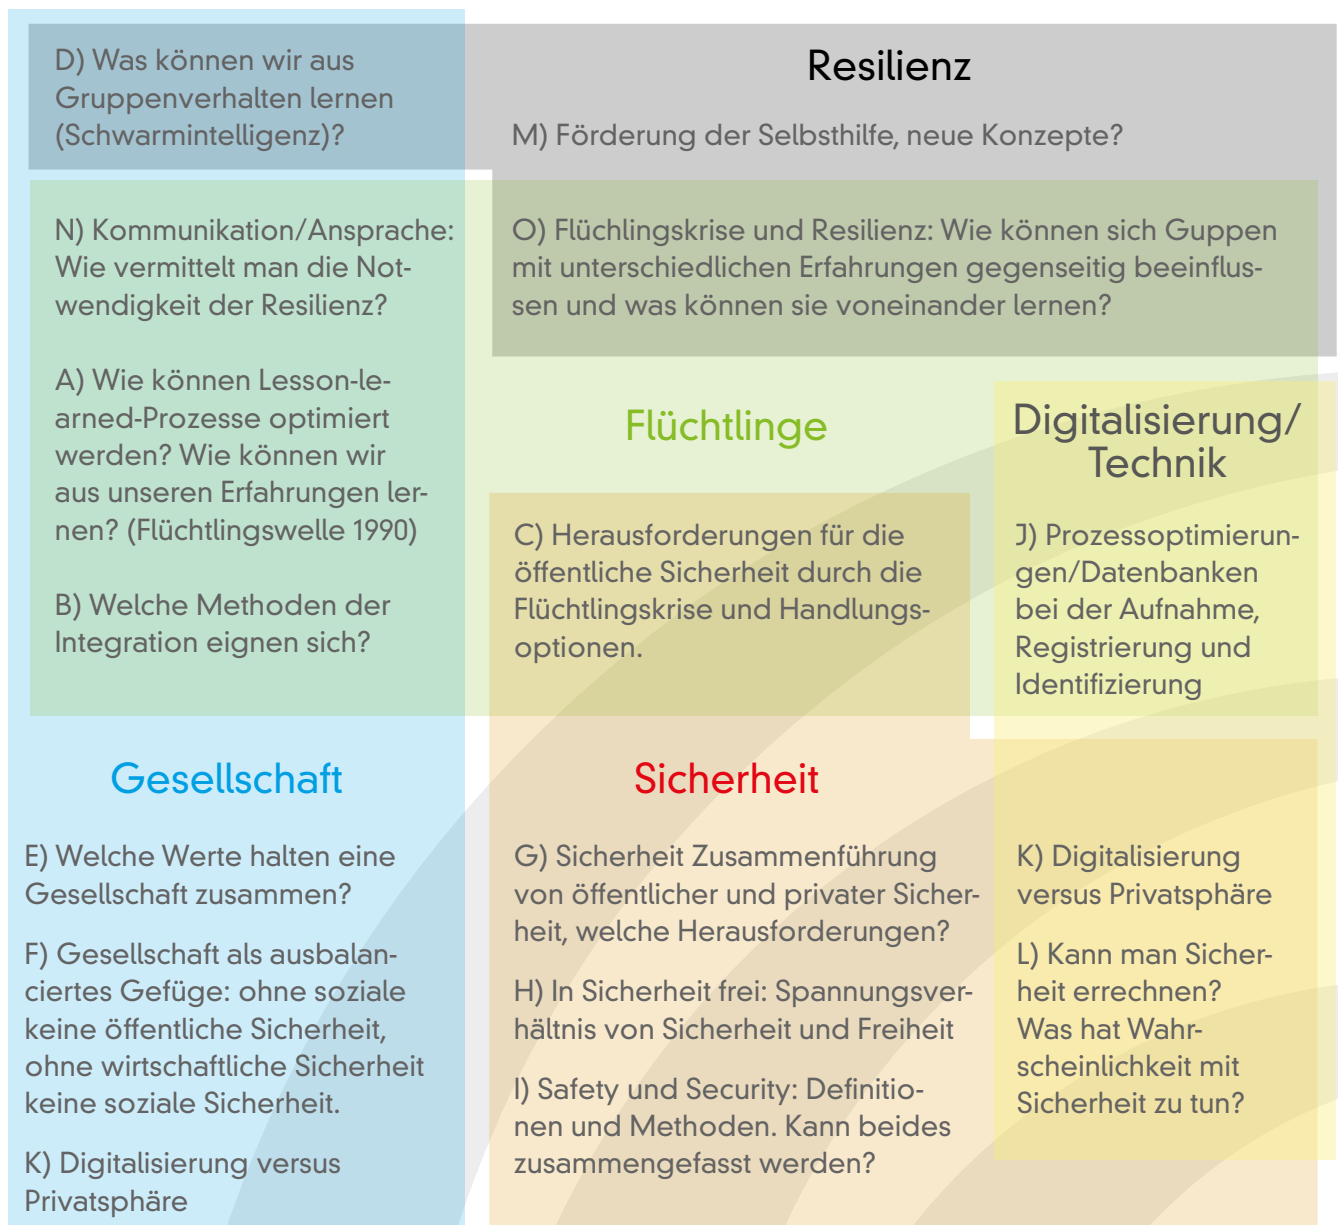 D) Was können wir aus
Gruppenverhalten lernen
(Schwarmintelligenz)?
Resilienz
M) Förderung der Selbsthilfe, neue Konzepte?
N) Kommunikation/Ansprache:
Wie vermittelt man die Not-
wendigkeit der Resilienz?
O) Flüchlingskrise und Resilienz: Wie können sich Guppen
mit unterschiedlichen Erfahrungen gegenseitig beeinflus-
sen und was können sie voneinander lernen?
A) Wie können Lesson-le-
arned-Prozesse optimiert
werden? Wie können wir
aus unseren Erfahrungen ler-
nen? (Flüchtlingswelle 1990)
B) Welche Methoden der
Integration eignen sich?
Flüchtlinge
C) Herausforderungen für die
öffentliche Sicherheit durch die
Flüchtlingskrise und Handlungs-
optionen.
Digitalisierung/
Technik
J) Prozessoptimierun-
gen/Datenbanken
bei der Aufnahme,
Registrierung und
Identifizierung
Gesellschaft
E) Welche Werte halten eine
Gesellschaft zusammen?
F) Gesellschaft als ausbalan-
ciertes Gefüge: ohne soziale
keine öffentliche Sicherheit,
ohne wirtschaftliche Sicherheit
keine soziale Sicherheit.
K) Digitalisierung versus
Privatsphäre
Sicherheit
G) Sicherheit Zusammenführung
von öffentlicher und privater Sicher-
heit, welche Herausforderungen?
H) In Sicherheit frei: Spannungsver-
hältnis von Sicherheit und Freiheit
I) Safety und Security: Definitio-
nen und Methoden. Kann beides
zusammengefasst werden?
K) Digitalisierung
versus Privatsphäre
L) Kann man Sicher-
heit errechnen?
Was hat Wahr-
scheinlichkeit mit
Sicherheit zu tun?